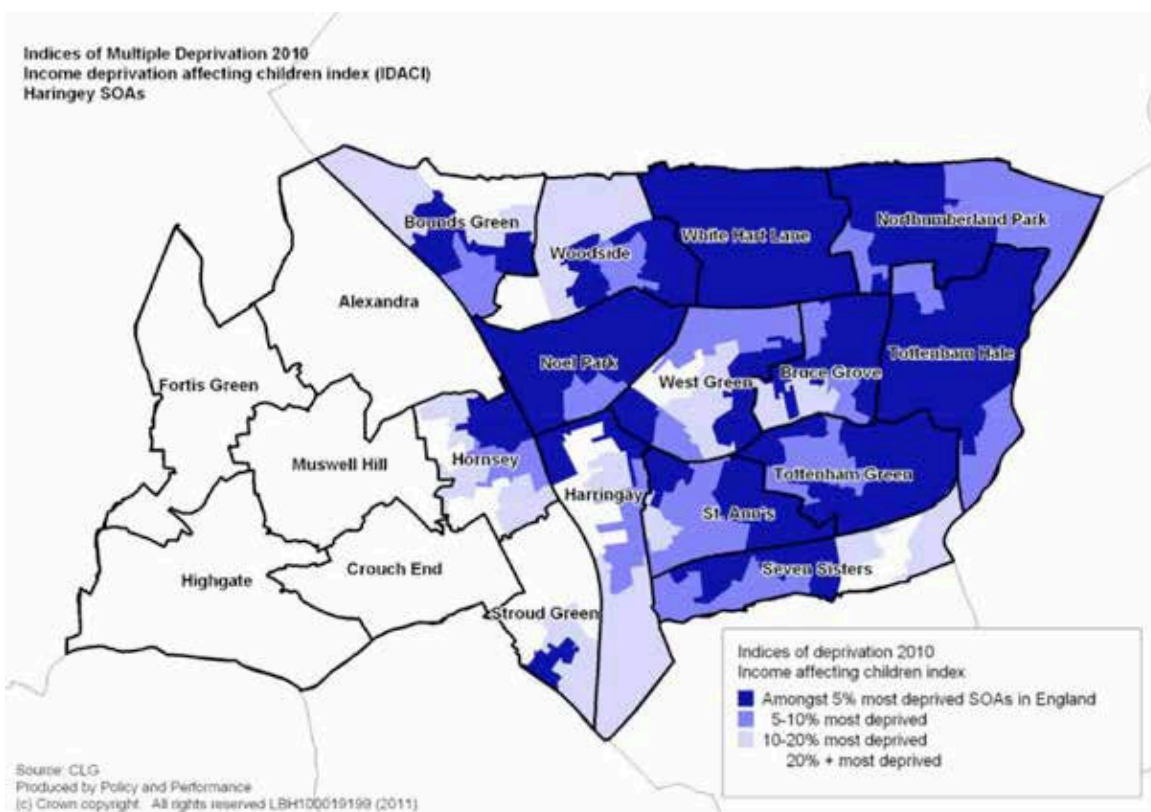 Indices of Multiple Deprivation 2010
Income deprivation affecting children index (IDACI)
Haringey SOAs
Bounds Green
Woodside
White Hart Lane
Northumberland Park
Alexandra
Noel Park
West Green
Bruce Grove
Tottenham Hale
Fortis Green
Muswell Hill
Hornsey
Harringay
St. Ann's
Tottenham Green
Highgate
Crouch End
Stroud Green
Seven Sisters
Indices of deprivation 2010
Income affecting children index
Amongst 5% most deprived SOAs in England
5-10% most deprived
10-20% most deprived
20% + most deprived
Source: CLG
Produced by Policy and Performance
(c) Crown copyright. All rights reserved LBH100019199 (2011)